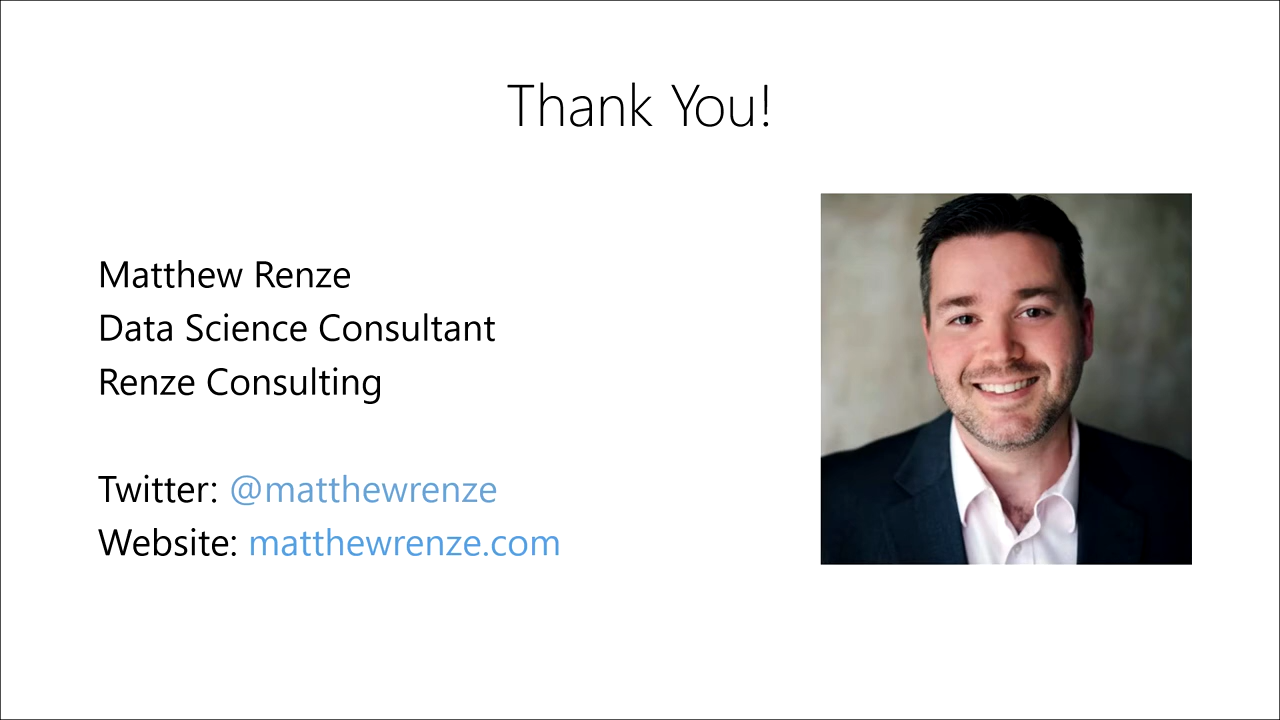 Thank You!
Matthew Renze
Data Science Consultant
Renze Consulting
Twitter: @matthewrenze
Website: matthewrenze.com